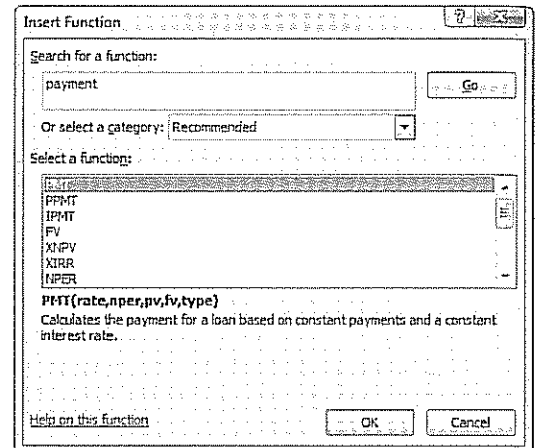 Insert Function
Search for a function:
payment
Go
Or select a category: Recommended
Select a function:
PPMT
IPMT
FV
XNPV
XIRR
NPER
PMT(rate,nper,pv,fv,type)
Calculates the payment for a loan based on constant payments and a constant
interest rate.
Help on this function
OK
Cancel